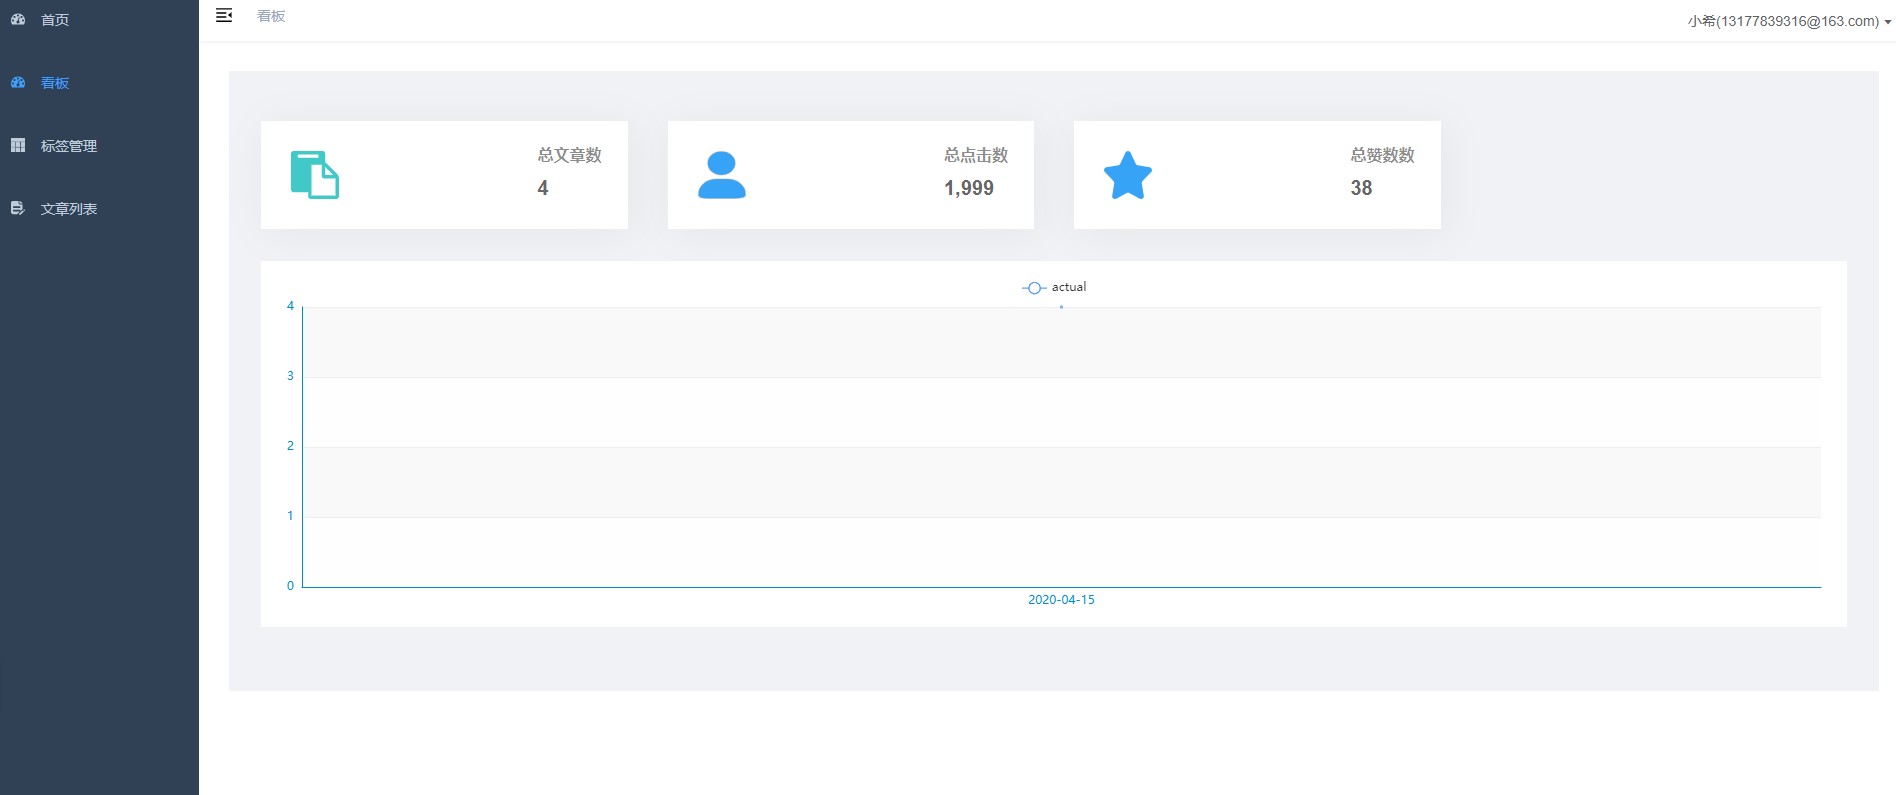 首页
看板
标签管理
文章列表
看板
小希(13177839316@163.com)
总文章数
4
总点击数
1,999
总赞数数
38
actual
4
3
2
1
0
2020-04-15